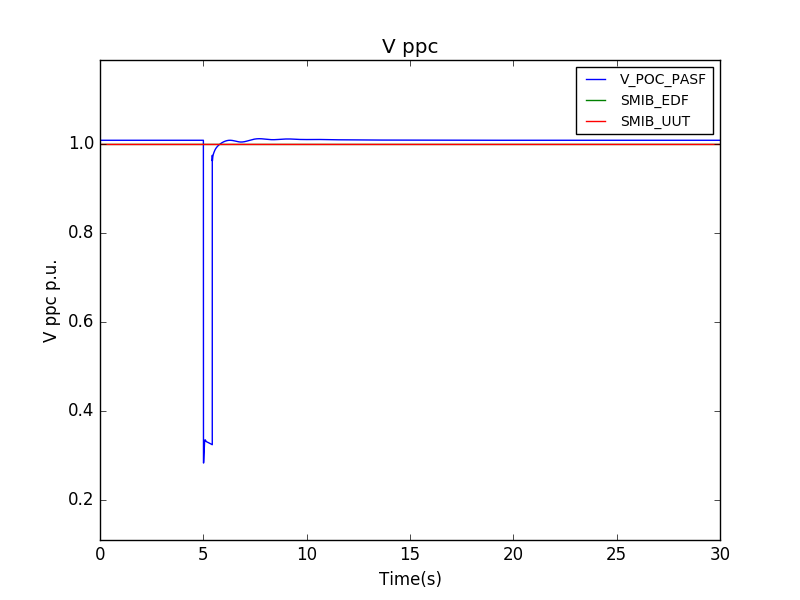 V ppc
V_POC_PASF
SMIB_EDF
SMIB_UUT
V ppc p.u.
1.0
0.8
0.6
0.4
0.2
0 5 10 15 20 25 30
Time(s)